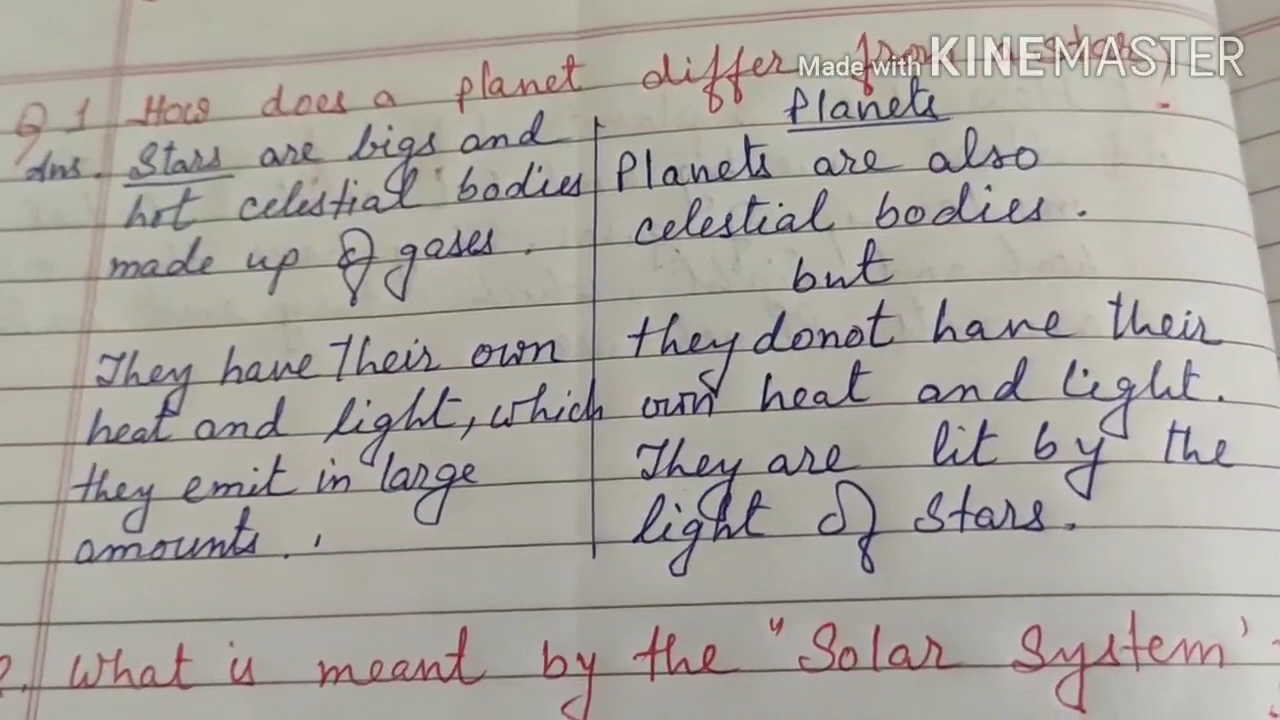 Made with KINEMASTER
Q 1 How does a planet differ from a star ?
Planets
Ans. Stars are bigs and
hot celestial bodies
made up of gases.
They have Their own
heat and light, which
they emit in large
amounts.
Planets are also
celestial bodies.
but
they donot have their
own heat and light.
They are lit by the
light of stars.
2. What is meant by the "Solar System"